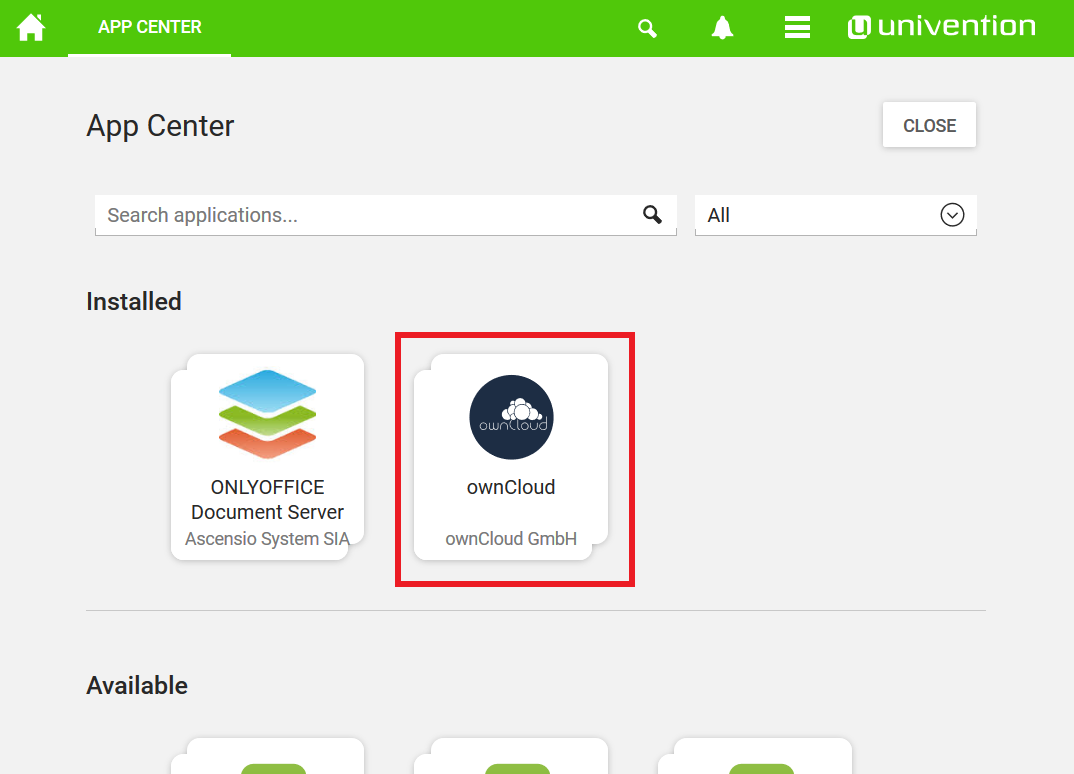 APP CENTER
univention
App Center
CLOSE
Search applications...
All
Installed
ownCloud
ONLYOFFICE
Document Server
Ascensio System SIA
ownCloud
ownCloud GmbH
Available